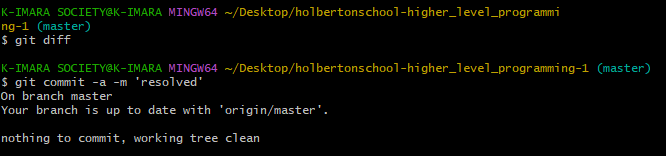 K-IMARA SOCIETY@K-IMARA MINGW64 ~/Desktop/holbertonschool-higher_level_programmi
ng-1 (master)
$ git diff
K-IMARA SOCIETY@K-IMARA MINGW64 ~/Desktop/holbertonschool-higher_level_programming-1 (master)
$ git commit -a -m 'resolved'
On branch master
Your branch is up to date with 'origin/master'.
nothing to commit, working tree clean